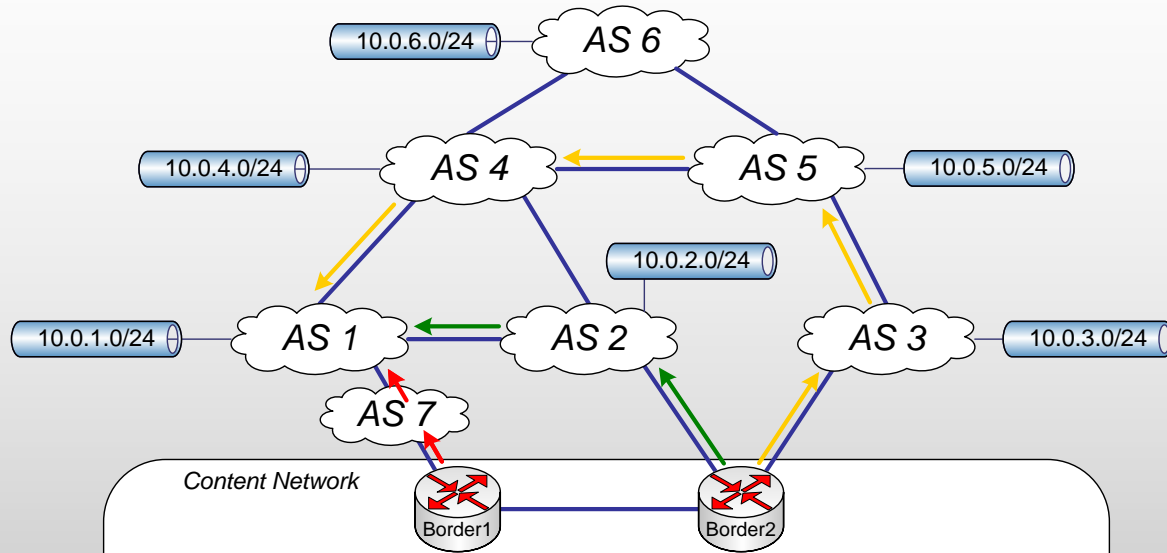 10.0.6.0/24
AS 6
10.0.4.0/24
AS 4
AS 5
10.0.5.0/24
10.0.2.0/24
10.0.1.0/24
AS 1
AS 2
AS 3
10.0.3.0/24
AS 7
Content Network
Border1
Border2